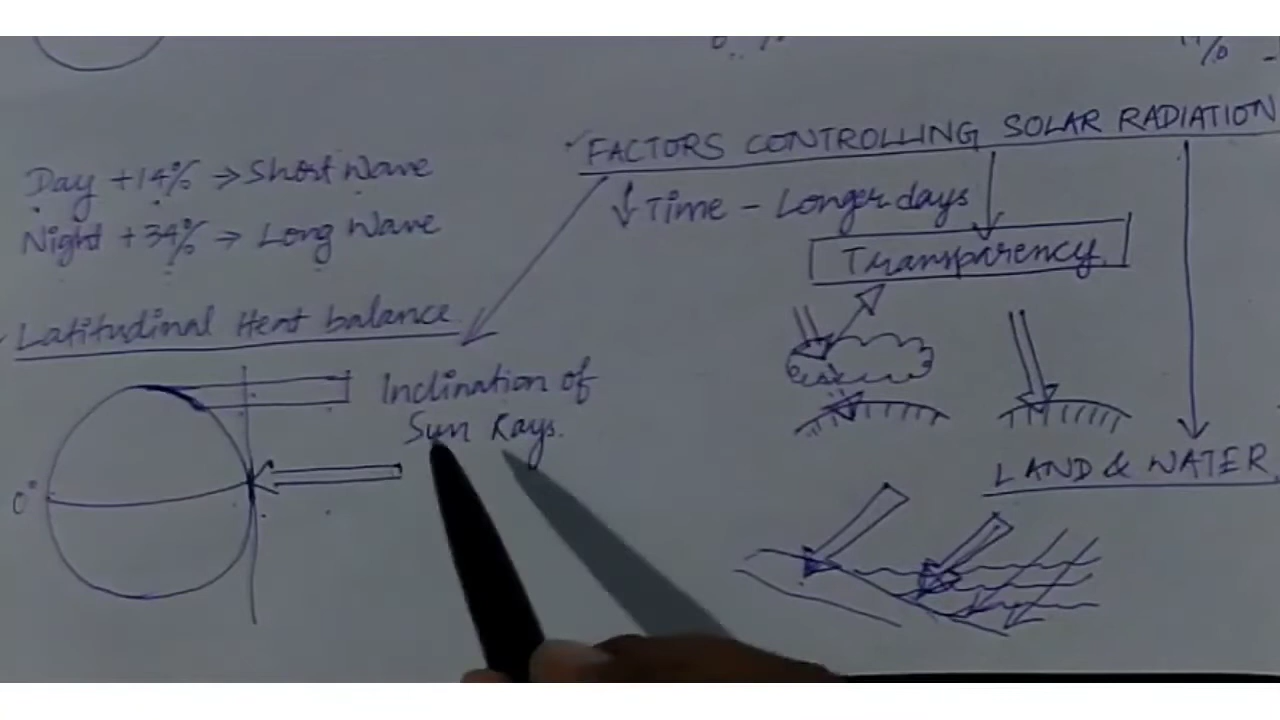 Day +14% → Short Wave
Night +34% → Long Wave
Latitudinal Heat balance
0°
Inclination of
Sun Rays.
FACTORS CONTROLLING SOLAR RADIATION
↓ Time - Longer days
Transparency
LAND & WATER